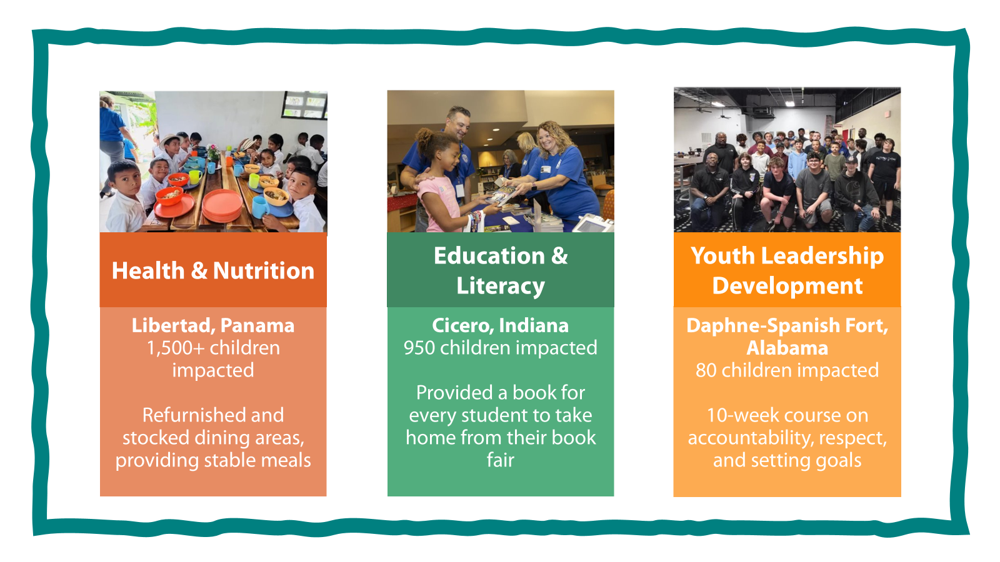 Health & Nutrition
Libertad, Panama
1,500+ children
impacted
Refurnished and
stocked dining areas,
providing stable meals
Education &
Literacy
Cicero, Indiana
950 children impacted
Provided a book for
every student to take
home from their book
fair
Youth Leadership
Development
Daphne-Spanish Fort,
Alabama
80 children impacted
10-week course on
accountability, respect,
and setting goals